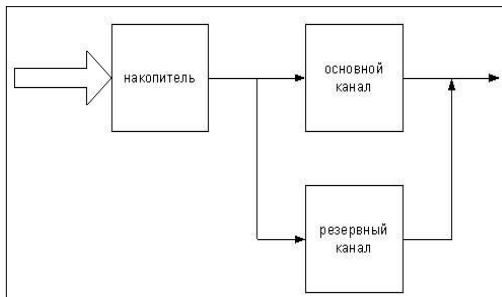 накопитель
основной
канал
резервный
канал